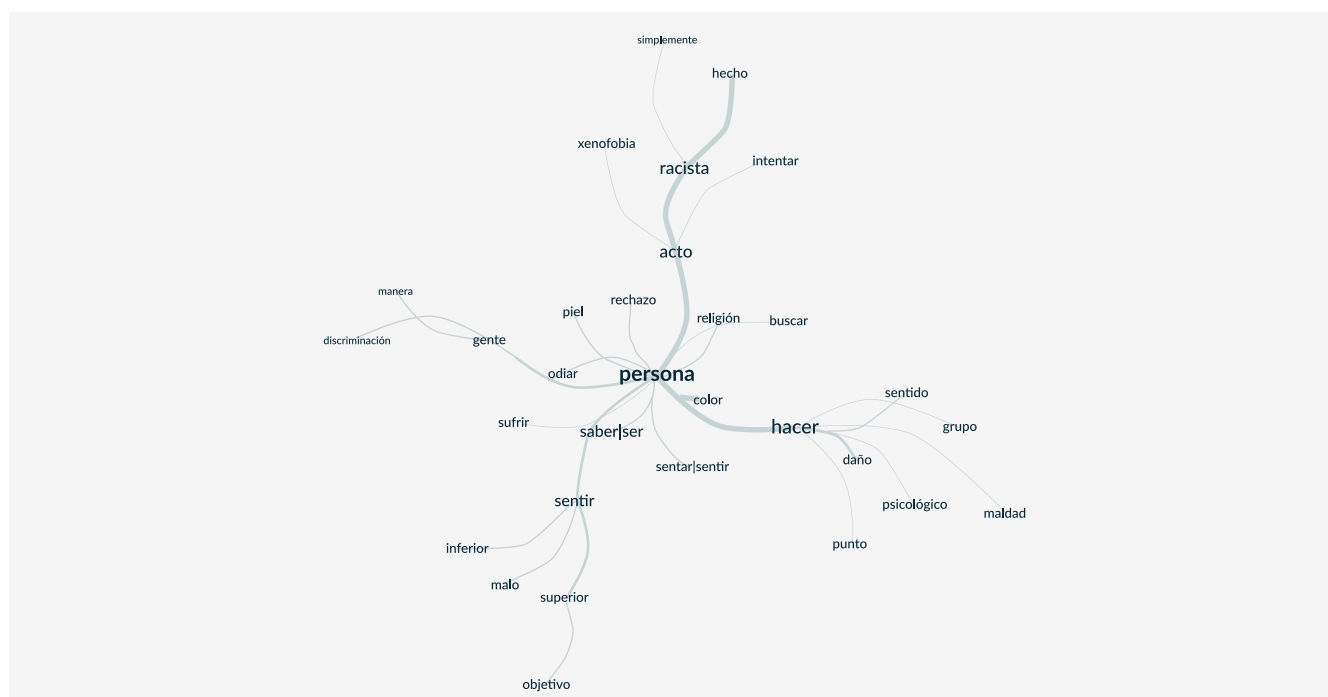 simplemente
hecho
xenofobia
intentar
racista
acto
manera
rechazo
piel
religión
buscar
discriminación
gente
odiar
persona
color
sentido
sufrir
saber|ser
hacer
grupo
daño
sentar|sentir
sentir
psicológico
maldad
inferior
punto
malo
superior
objetivo